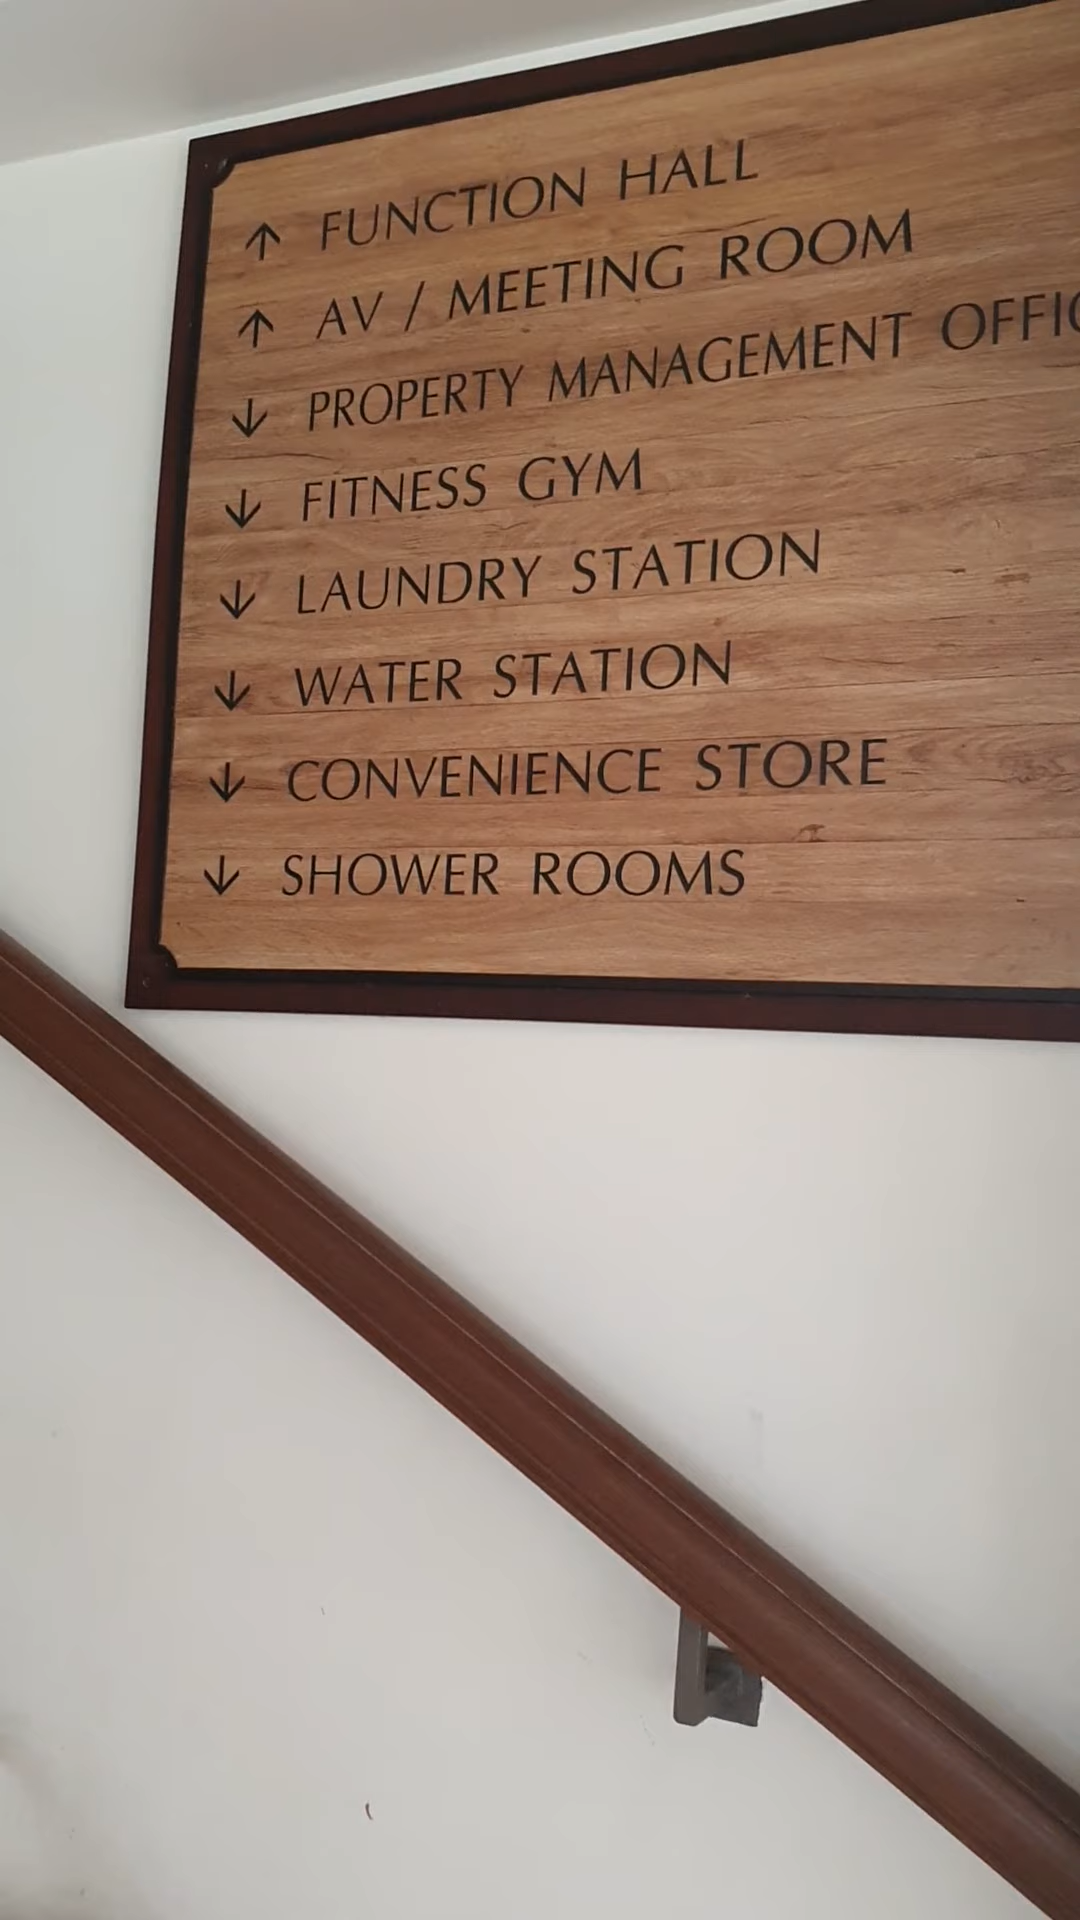 ↑ FUNCTION HALL
↑ AV / MEETING ROOM
↓ PROPERTY MANAGEMENT OFFIC
↓ FITNESS GYM
↓ LAUNDRY STATION
↓ WATER STATION
↓ CONVENIENCE STORE
↓ SHOWER ROOMS